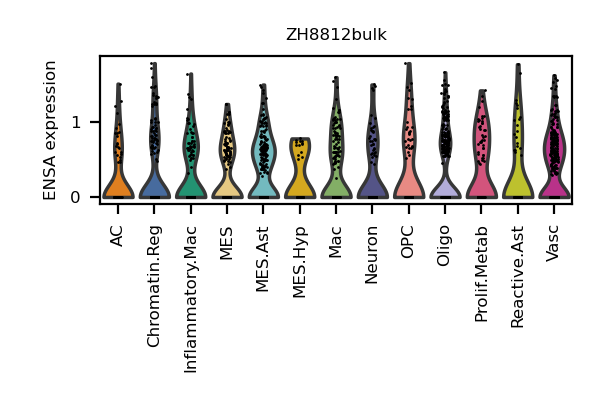 ZH8812bulk
ENSA expression
1
0
AC
Chromatin.Reg
Inflammatory.Mac
MES
MES.Ast
MES.Hyp
Mac
Neuron
OPC
Oligo
Prolif.Metab
Reactive.Ast
Vasc